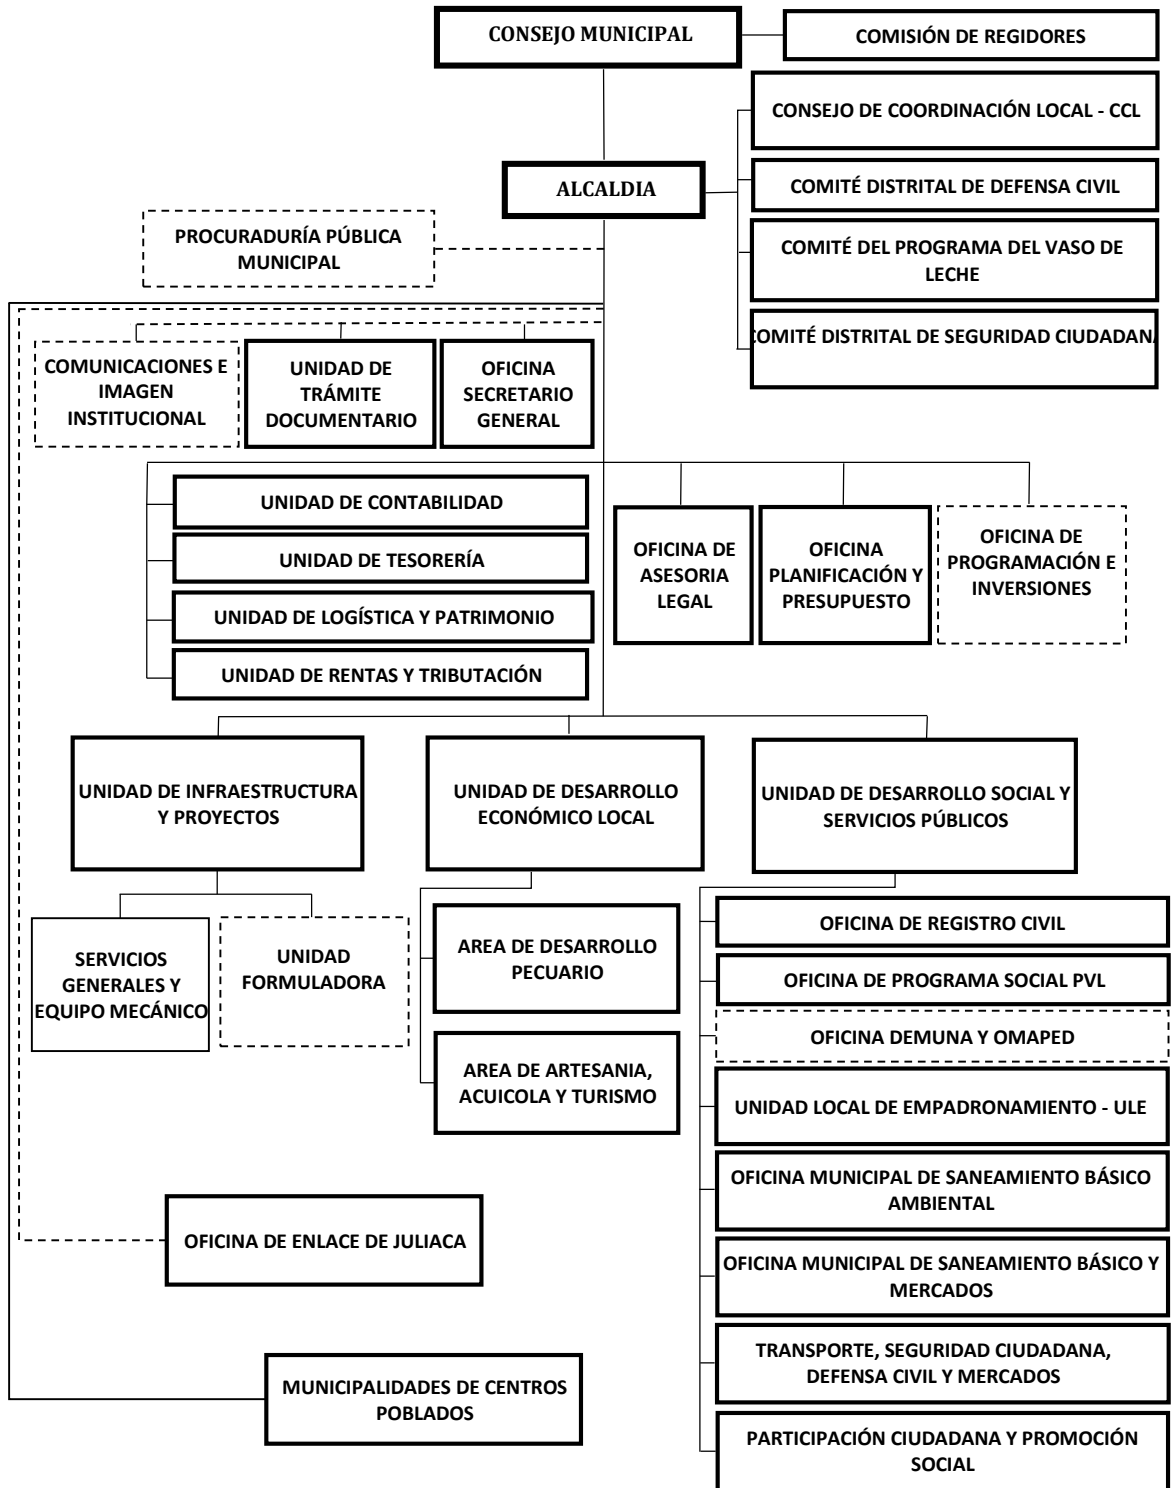 CONSEJO MUNICIPAL
COMISIÓN DE REGIDORES
CONSEJO DE COORDINACIÓN LOCAL - CCL
ALCALDIA
COMITÉ DISTRITAL DE DEFENSA CIVIL
PROCURADURÍA PÚBLICA
MUNICIPAL
COMITÉ DEL PROGRAMA DEL VASO DE
LECHE
OMITÉ DISTRITAL DE SEGURIDAD CIUDADAN
COMUNICACIONES E
IMAGEN
INSTITUCIONAL
UNIDAD DE
TRÁMITE
DOCUMENTARIO
OFICINA
SECRETARIO
GENERAL
UNIDAD DE CONTABILIDAD
UNIDAD DE TESORERÍA
UNIDAD DE LOGÍSTICA Y PATRIMONIO
UNIDAD DE RENTAS Y TRIBUTACIÓN
OFICINA DE
ASESORIA
LEGAL
OFICINA
PLANIFICACIÓN Y
PRESUPUESTO
OFICINA DE
PROGRAMACIÓN E
INVERSIONES
UNIDAD DE INFRAESTRUCTURA
Y PROYECTOS
UNIDAD DE DESARROLLO
ECONÓMICO LOCAL
UNIDAD DE DESARROLLO SOCIAL Y
SERVICIOS PÚBLICOS
SERVICIOS
GENERALES Y
EQUIPO MECÁNICO
UNIDAD
FORMULADORA
AREA DE DESARROLLO
PECUARIO
AREA DE ARTESANIA,
ACUICOLA Y TURISMO
OFICINA DE REGISTRO CIVIL
OFICINA DE PROGRAMA SOCIAL PVL
OFICINA DEMUNA Y OMAPED
UNIDAD LOCAL DE EMPADRONAMIENTO - ULE
OFICINA MUNICIPAL DE SANEAMIENTO BÁSICO
AMBIENTAL
OFICINA MUNICIPAL DE SANEAMIENTO BÁSICO Y
MERCADOS
TRANSPORTE, SEGURIDAD CIUDADANA,
DEFENSA CIVIL Y MERCADOS
PARTICIPACIÓN CIUDADANA Y PROMOCIÓN
SOCIAL
OFICINA DE ENLACE DE JULIACA
MUNICIPALIDADES DE CENTROS
POBLADOS